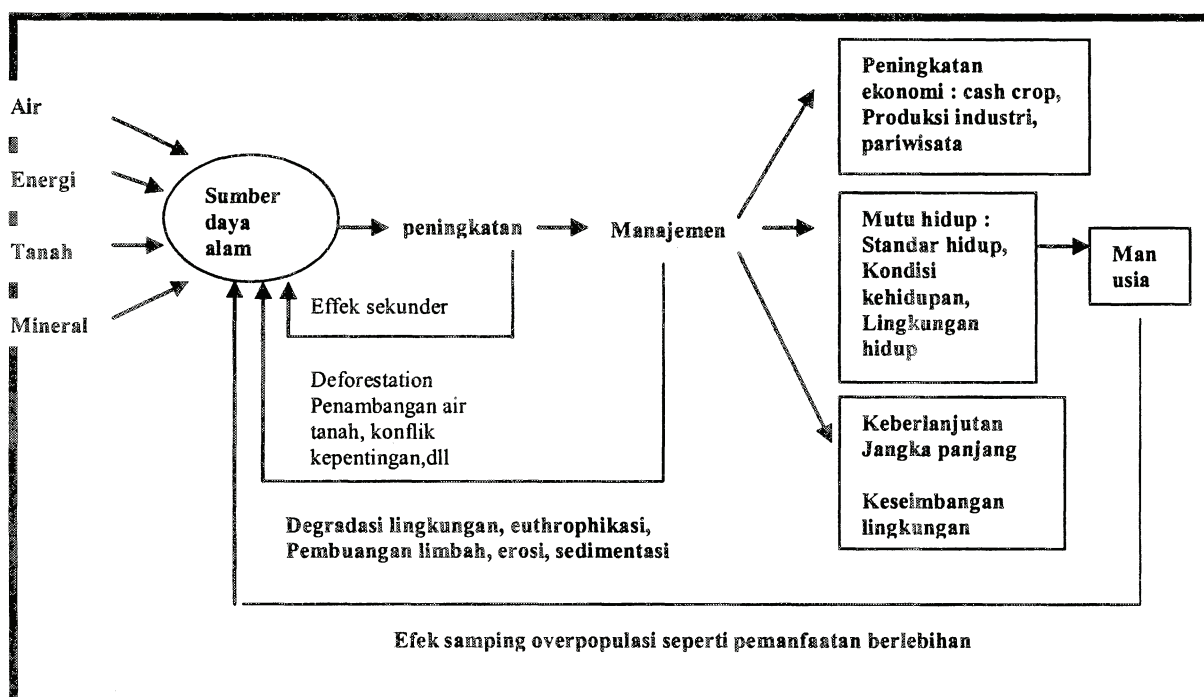 Air
Energi
Tanah
Mineral
Sumber
daya
alam
peningkatan
Manajemen
Peningkatan
ekonomi : cash crop,
Produksi industri,
pariwisata
Mutu hidup :
Standar hidup,
Kondisi
kehidupan,
Lingkungan
hidup
Man
usia
Keberlanjutan
Jangka panjang
Keseimbangan
lingkungan
Effek sekunder
Deforestation
Penambangan air
tanah, konflik
kepentingan,dll
Degradasi lingkungan, euthrophikasi,
Pembuangan limbah, erosi, sedimentasi
Efek samping overpopulasi seperti pemanfaatan berlebihan